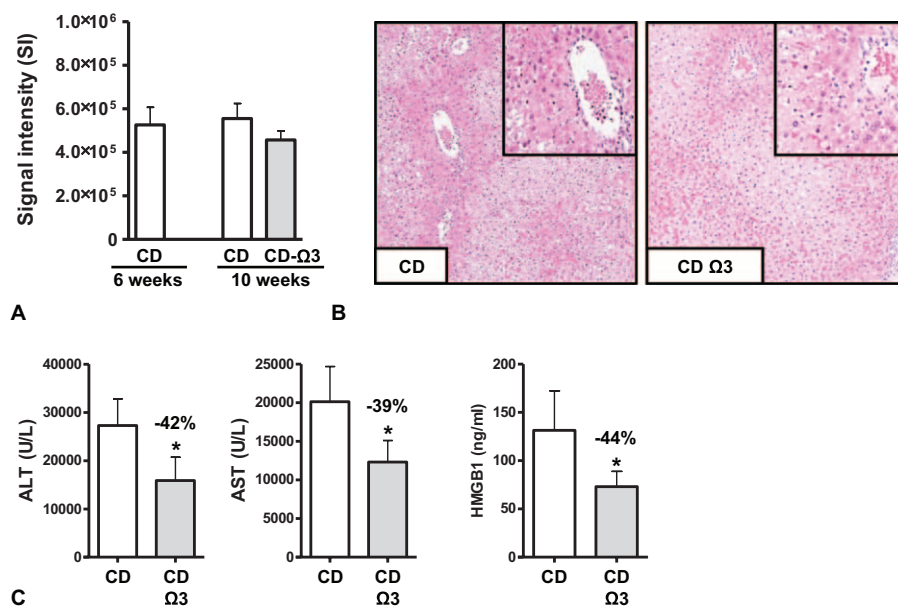 Signal intensity (SI)
1.0×10⁶
8.0×10⁵
6.0×10⁵
4.0×10⁵
2.0×10⁵
0
CD
CD
CD-Ω3
6 weeks
10 weeks
A
CD
CD Ω3
B
ALT (U/L)
40000
30000
20000
10000
0
-42%
*
CD
CD
Ω3
AST (U/L)
25000
20000
15000
10000
5000
0
-39%
*
CD
CD
Ω3
HMGB1 (ng/ml)
200
150
100
50
0
-44%
*
CD
CD
Ω3
C